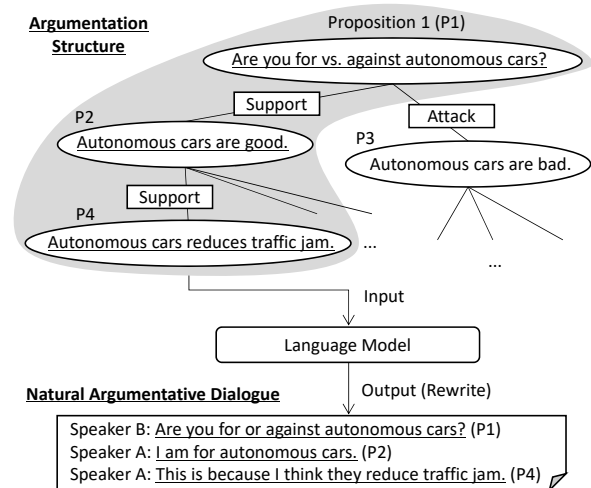 Argumentation
Structure
Proposition 1 (P1)
Are you for vs. against autonomous cars?
Support
Attack
P2
Autonomous cars are good.
P3
Autonomous cars are bad.
Support
P4
Autonomous cars reduces traffic jam.
...
...
Input
Language Model
Output (Rewrite)
Natural Argumentative Dialogue
Speaker B: Are you for or against autonomous cars? (P1)
Speaker A: I am for autonomous cars. (P2)
Speaker A: This is because I think they reduce traffic jam. (P4)